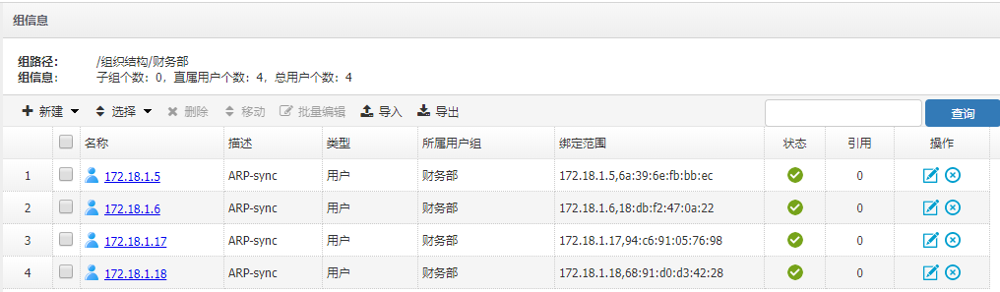 组信息
组路径： /组织结构/财务部
组信息： 子组个数：0，直属用户个数：4，总用户个数：4
新建 选择 删除 移动 批量编辑 导入 导出 查询
名称 描述 类型 所属用户组 绑定范围 状态 引用 操作
1 172.18.1.5 ARP-sync 用户 财务部 172.18.1.5,6a:39:6e:fb:bb:ec 0
2 172.18.1.6 ARP-sync 用户 财务部 172.18.1.6,18:db:f2:47:0a:22 0
3 172.18.1.17 ARP-sync 用户 财务部 172.18.1.17,94:c6:91:05:76:98 0
4 172.18.1.18 ARP-sync 用户 财务部 172.18.1.18,68:91:d0:d3:42:28 0